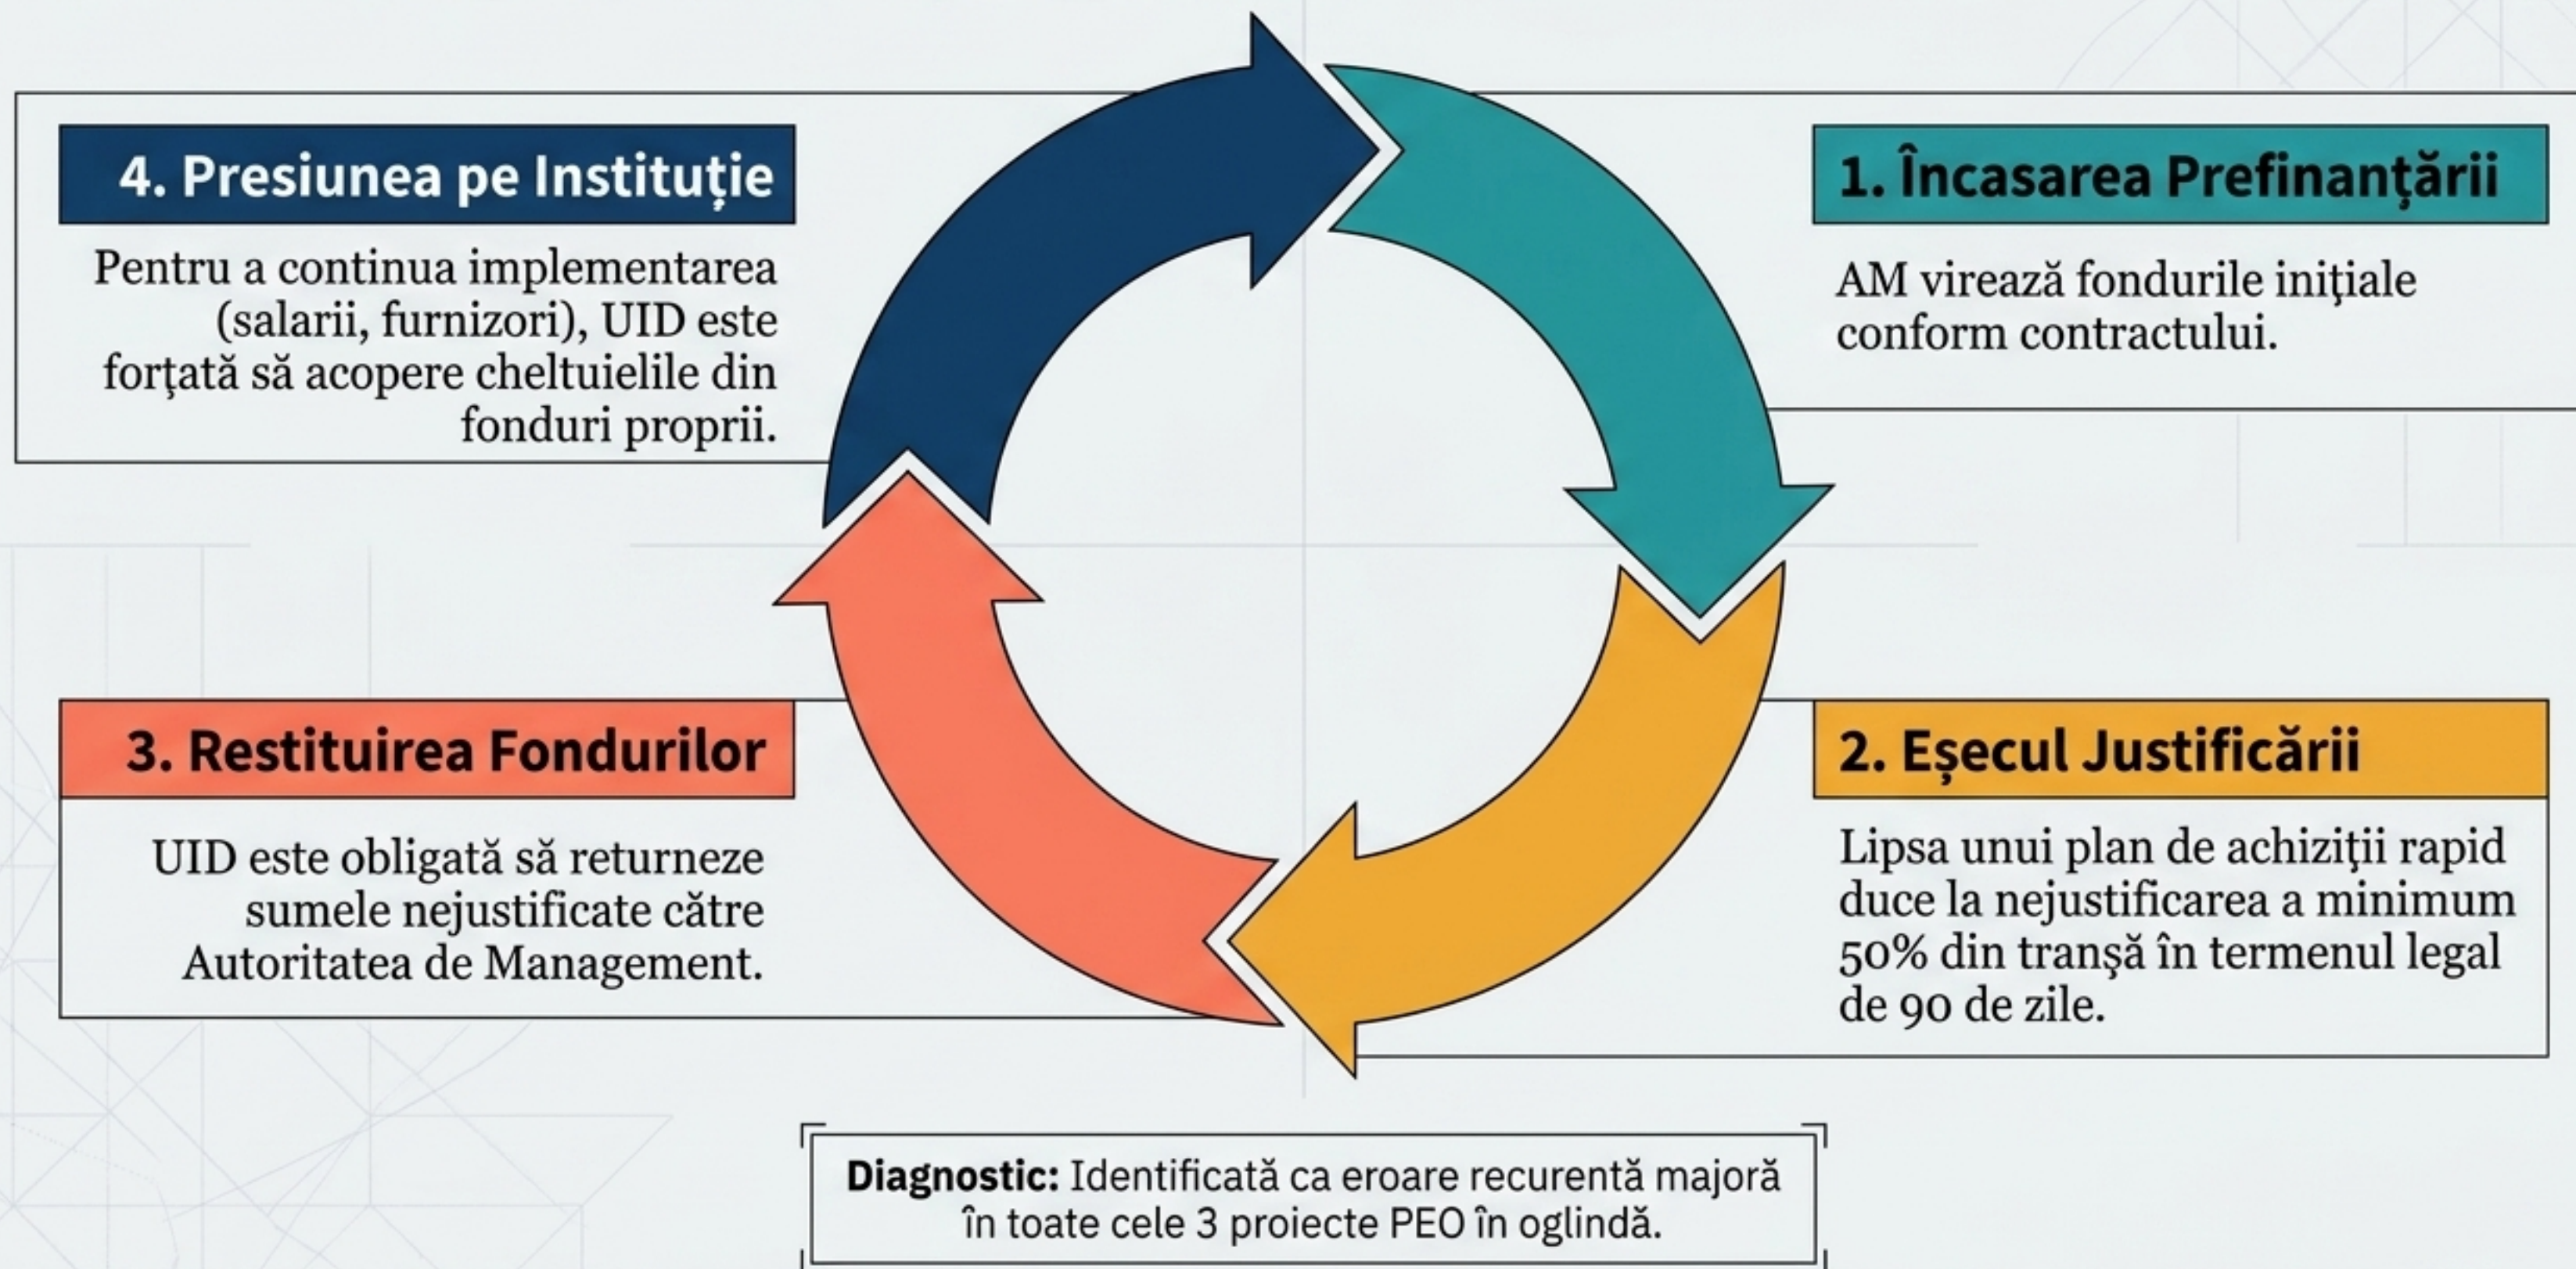 4. Presiunea pe Instituție
Pentru a continua implementarea
(salarii, furnizori), UID este
forţată să acopere cheltuielile din
fonduri proprii.
1. Încasarea Prefinanțării
AM virează fondurile iniţiale
conform contractului.
3. Restituirea Fondurilor
UID este obligată să returneze
sumele nejustificate către
Autoritatea de Management.
2. Eșecul Justificării
Lipsa unui plan de achiziţii rapid
duce la nejustificarea a minimum
50% din tranşă în termenul legal
de 90 de zile.
Diagnostic: Identificată ca eroare recurentă majoră
în toate cele 3 proiecte PEO în oglindă.